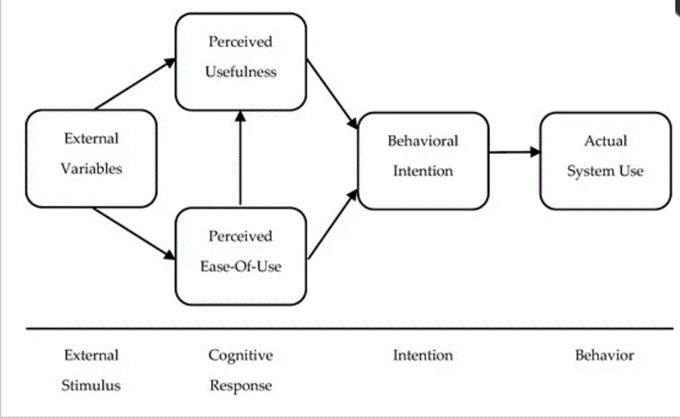 Perceived
Usefulness
External
Variables
Behavioral
Intention
Actual
System Use
Perceived
Ease-Of-Use
External
Stimulus
Cognitive
Response
Intention
Behavior